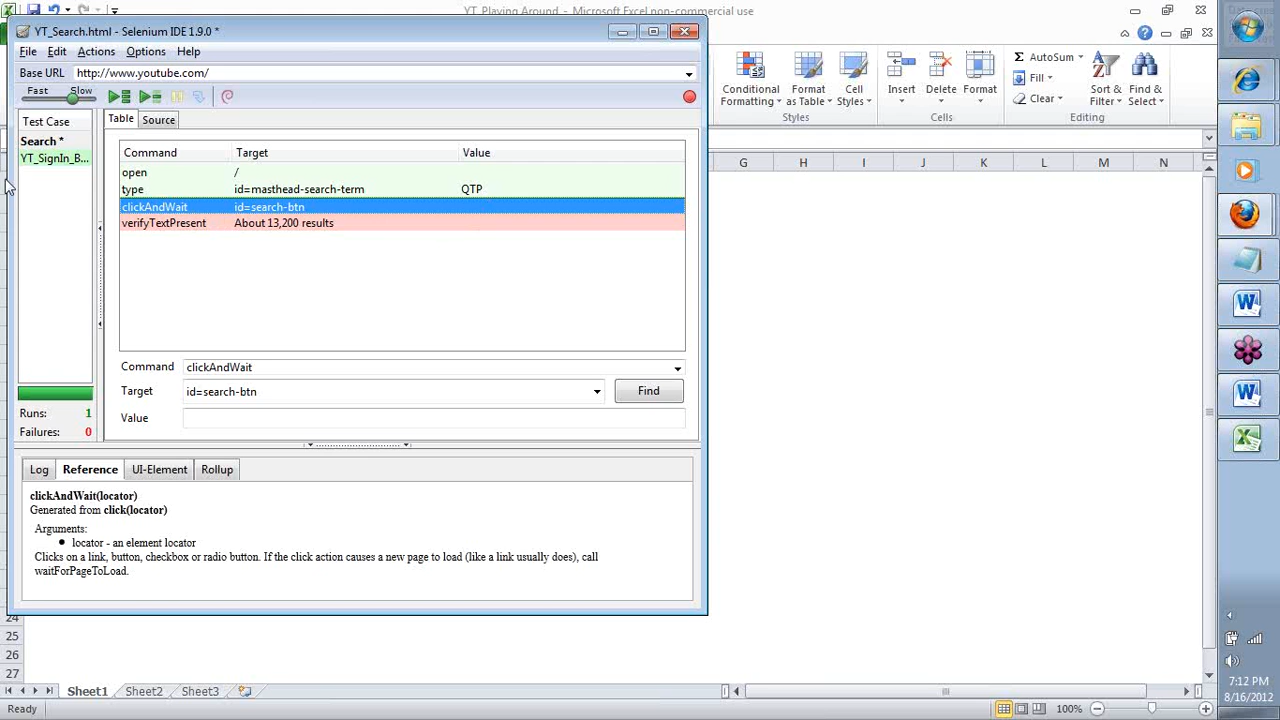 YT_Playing Around_ - Microsoft Excel non-commercial use
YT_Search.html - Selenium IDE 1.9.0 *
File Edit Actions Options Help
Base URL http://www.youtube.com/
Fast Slow
Test Case
Search *
YT_SignIn_B...
Runs: 1
Failures: 0
Table Source
Command Target Value
open /
type id=masthead-search-term QTP
clickAndWait id=search-btn
verifyTextPresent About 13,200 results
Command clickAndWait
Target id=search-btn Find
Value
Log Reference UI-Element Rollup
clickAndWait(locator)
Generated from click(locator)
Arguments:
• locator - an element locator
Clicks on a link, button, checkbox or radio button. If the click action causes a new page to load (like a link usually does), call
waitForPageToLoad.
Conditional
Formatting
Format
as Table
Cell
Styles
Styles
Insert
Delete
Format
Cells
Σ AutoSum
Fill
Clear
Sort &
Filter
Find &
Select
Editing
G H I J K L M N
24
25
26
27
Sheet1 Sheet2 Sheet3
Ready
100%
7:12 PM
8/16/2012